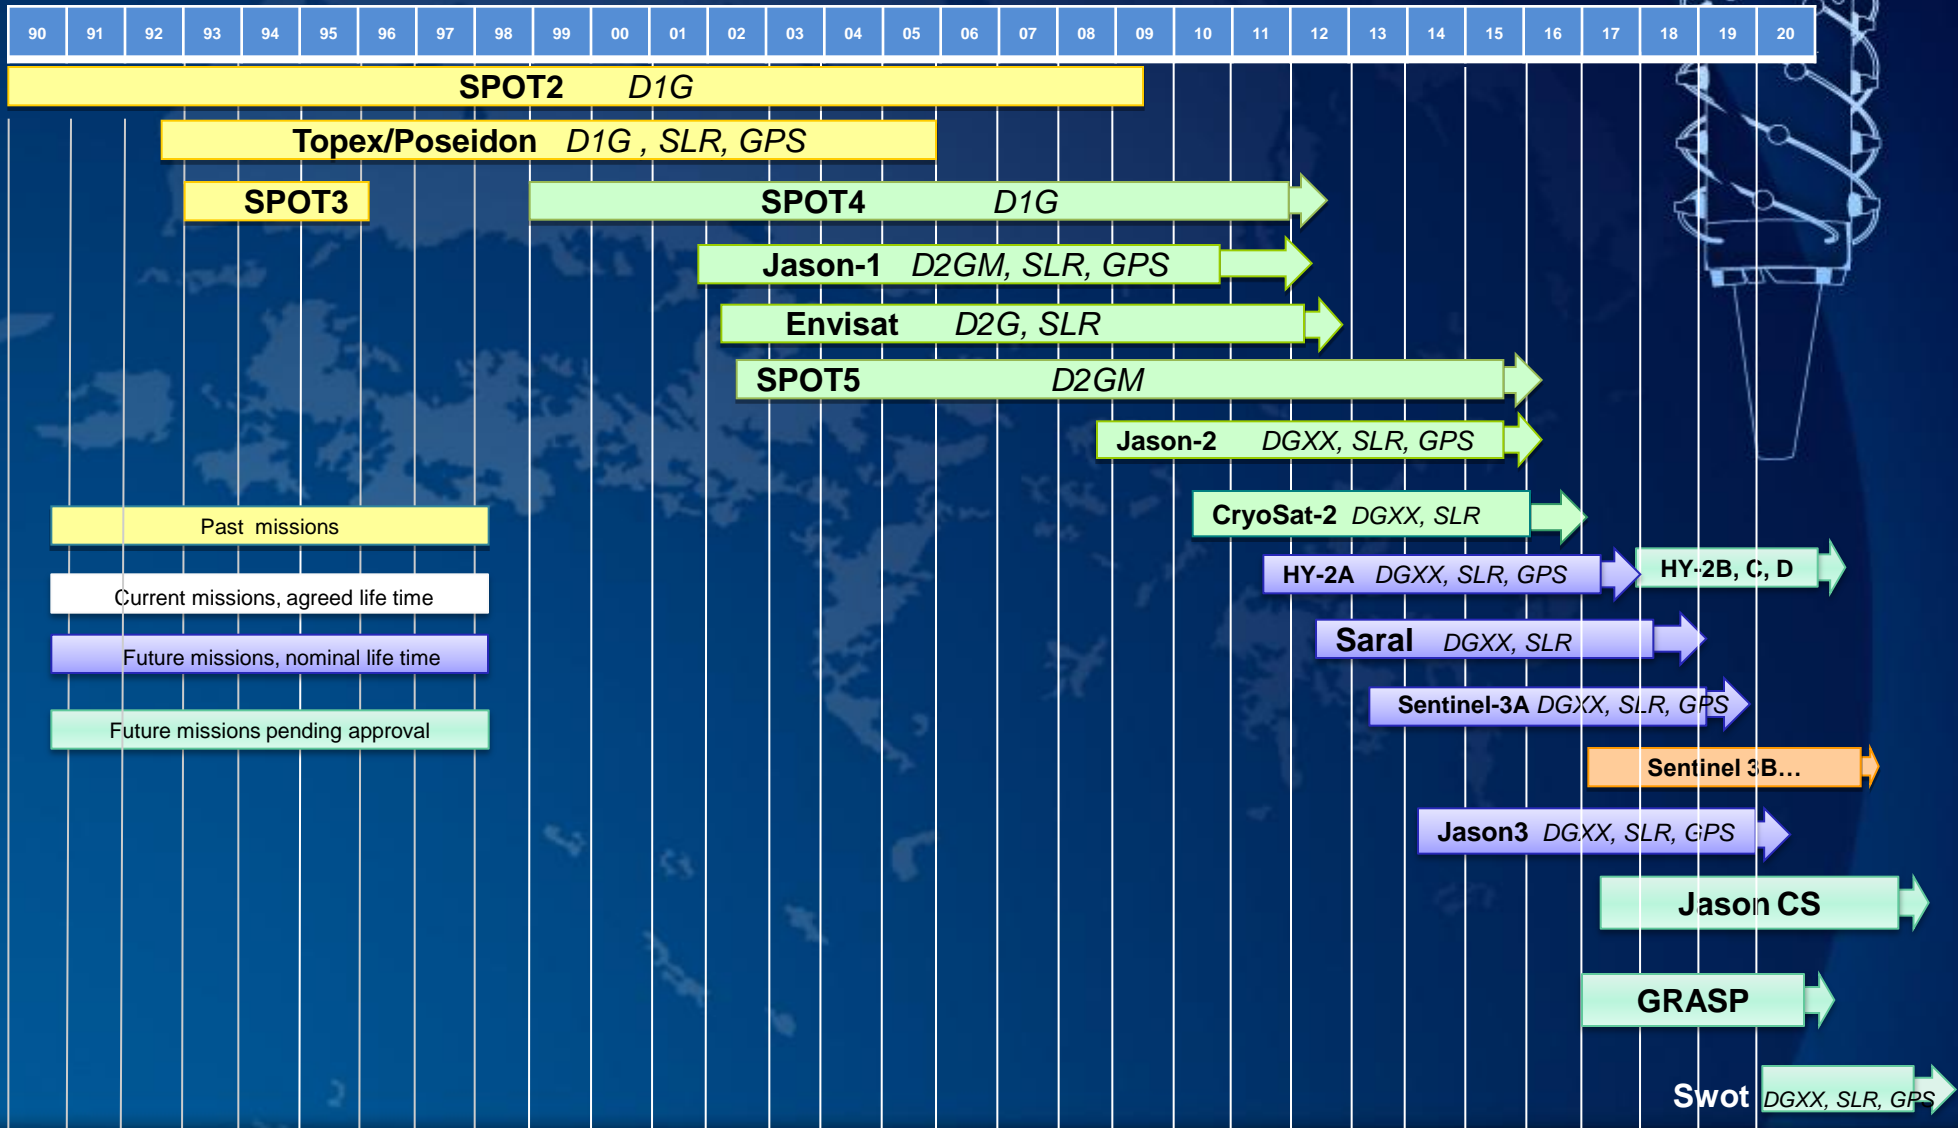 90 91 92 93 94 95 96 97 98 99 00 01 02 03 04 05 06 07 08 09 10 11 12 13 14 15 16 17 18 19 20
SPOT2 D1G
Topex/Poseidon D1G , SLR, GPS
SPOT3 SPOT4 D1G
Jason-1 D2GM, SLR, GPS
Envisat D2G, SLR
SPOT5 D2GM
Jason-2 DGXX, SLR, GPS
CryoSat-2 DGXX, SLR
Past missions
HY-2A DGXX, SLR, GPS HY-2B, C, D
Current missions, agreed life time
Saral DGXX, SLR
Future missions, nominal life time
Sentinel-3A DGXX, SLR, GPS
Future missions pending approval
Sentinel 3B...
Jason3 DGXX, SLR, GPS
Jason CS
GRASP
Swot DGXX, SLR, GPS